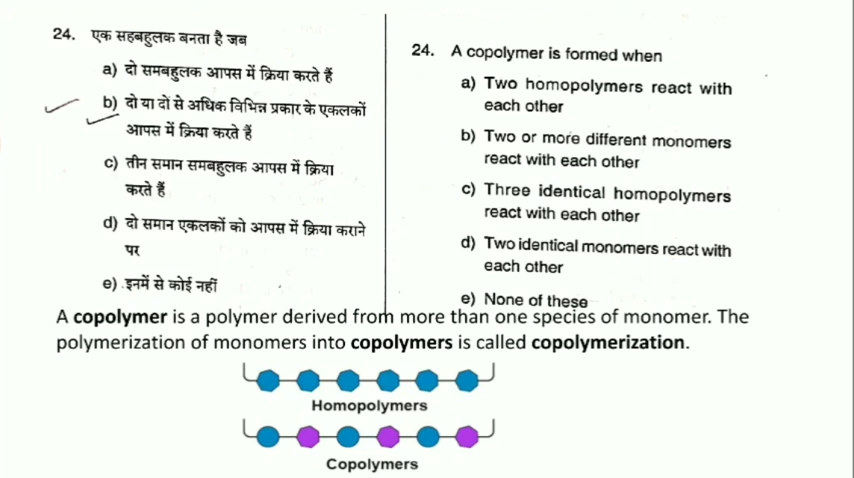 24. एक सहबहुलक बनता है जब
a) दो समबहुलक आपस में क्रिया करते हैं
b) दो या दों से अधिक विभिन्न प्रकार के एकलकों
आपस में क्रिया करते हैं
c) तीन समान समबहुलक आपस में क्रिया
करते हैं
d) दो समान एकलकों को आपस में क्रिया कराने
पर
e) इनमें से कोई नहीं
24. A copolymer is formed when
a) Two homopolymers react with
each other
b) Two or more different monomers
react with each other
c) Three identical homopolymers
react with each other
d) Two identical monomers react with
each other
e) None of these
A copolymer is a polymer derived from more than one species of monomer. The
polymerization of monomers into copolymers is called copolymerization.
Homopolymers
Copolymers